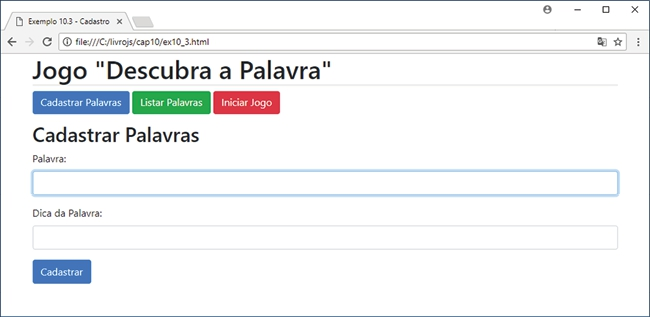 Exemplo 10.3 - Cadastro
file:///C:/livrojs/cap10/ex10_3.html
Jogo "Descubra a Palavra"
Cadastrar Palavras Listar Palavras Iniciar Jogo
Cadastrar Palavras
Palavra:
Dica da Palavra:
Cadastrar